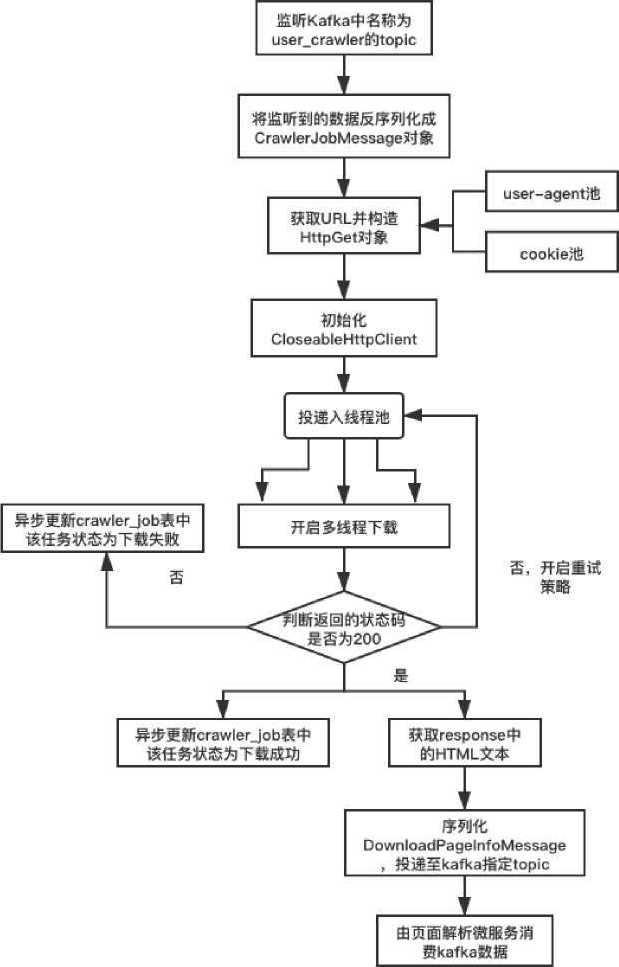 监听Kafka中名称为
user_crawler的topic
将监听到的数据反序列化成
CrawlerJobMessage对象
获取URL并构造
HttpGet对象
user-agent池
cookie池
初始化
CloseableHttpClient
投递入线程池
开启多线程下载
异步更新crawler_job表中
该任务状态为下载失败
否
否，开启重试
策略
判断返回的状态码
是否为200
是
异步更新crawler_job表中
该任务状态为下载成功
获取response中
的HTML文本
序列化
DownloadPageInfoMessage
，投递至kafka指定topic
由页面解析微服务消
费kafka数据